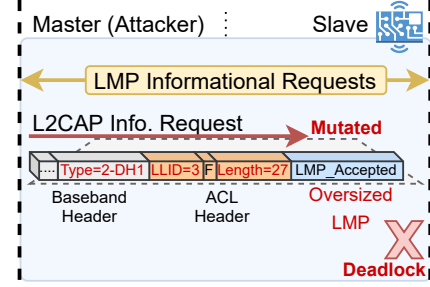 Master (Attacker) Slave
LMP Informational Requests
L2CAP Info. Request
Mutated
.... Type=2-DH1 LLID=3 F Length=27 LMP_Accepted
Baseband Header
ACL Header
Oversized LMP
Deadlock